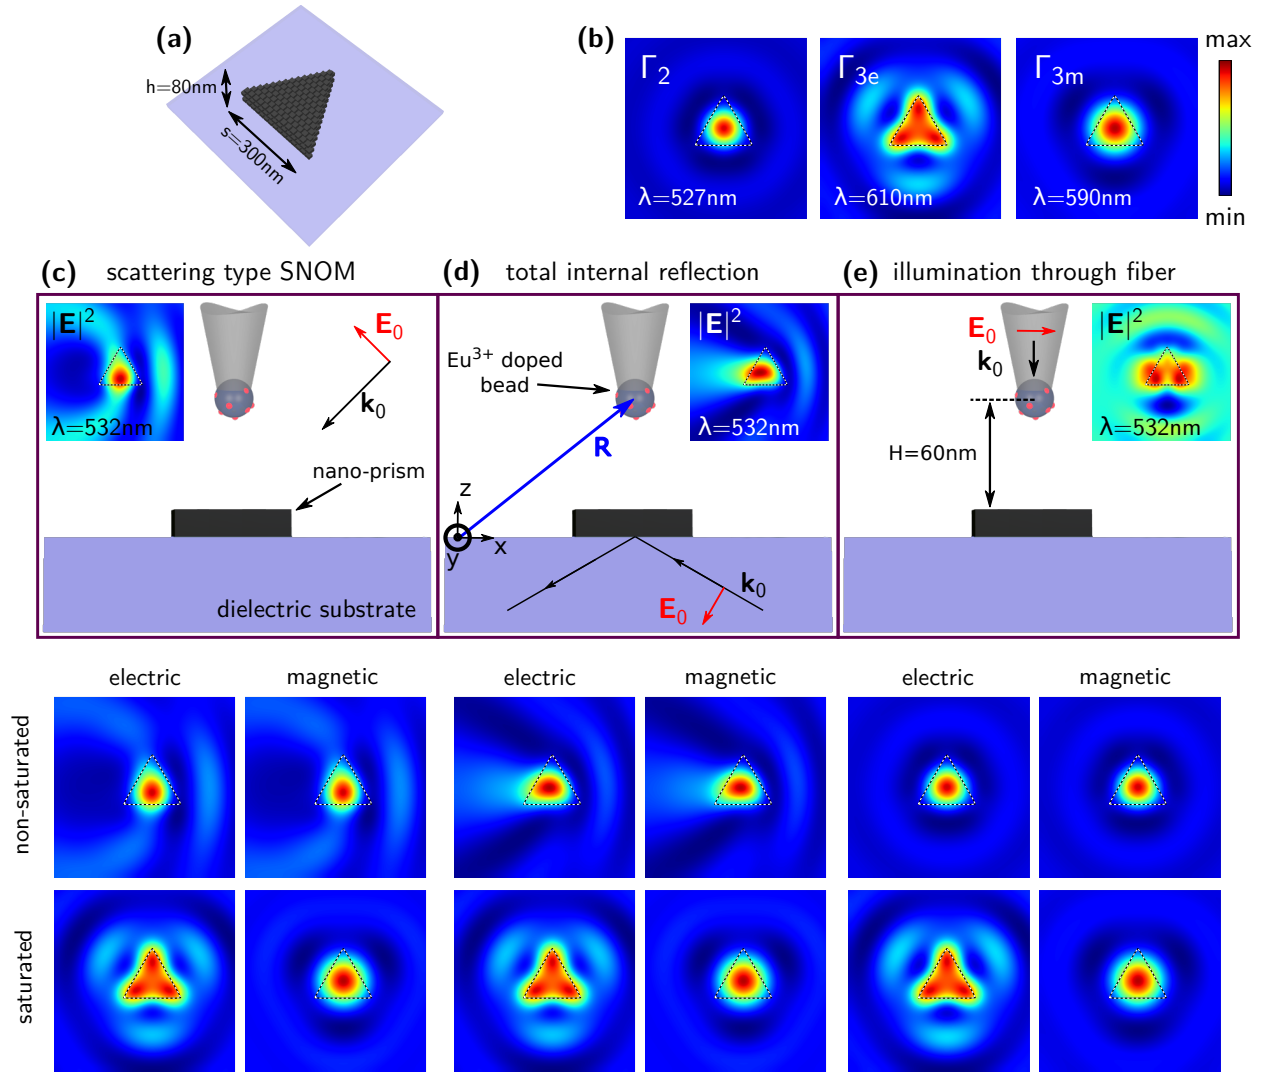 (a)
h=80nm
s=300nm
(b)
Γ2
λ=527nm
Γ3e
λ=610nm
Γ3m
λ=590nm
max
min
(c) scattering type SNOM
|E|²
λ=532nm
E0
k0
nano-prism
dielectric substrate
(d) total internal reflection
Eu³⁺ doped
bead
R
|E|²
λ=532nm
z
x
y
k0
E0
(e) illumination through fiber
E0
k0
|E|²
λ=532nm
H=60nm
electric magnetic electric magnetic electric magnetic
non-saturated
saturated